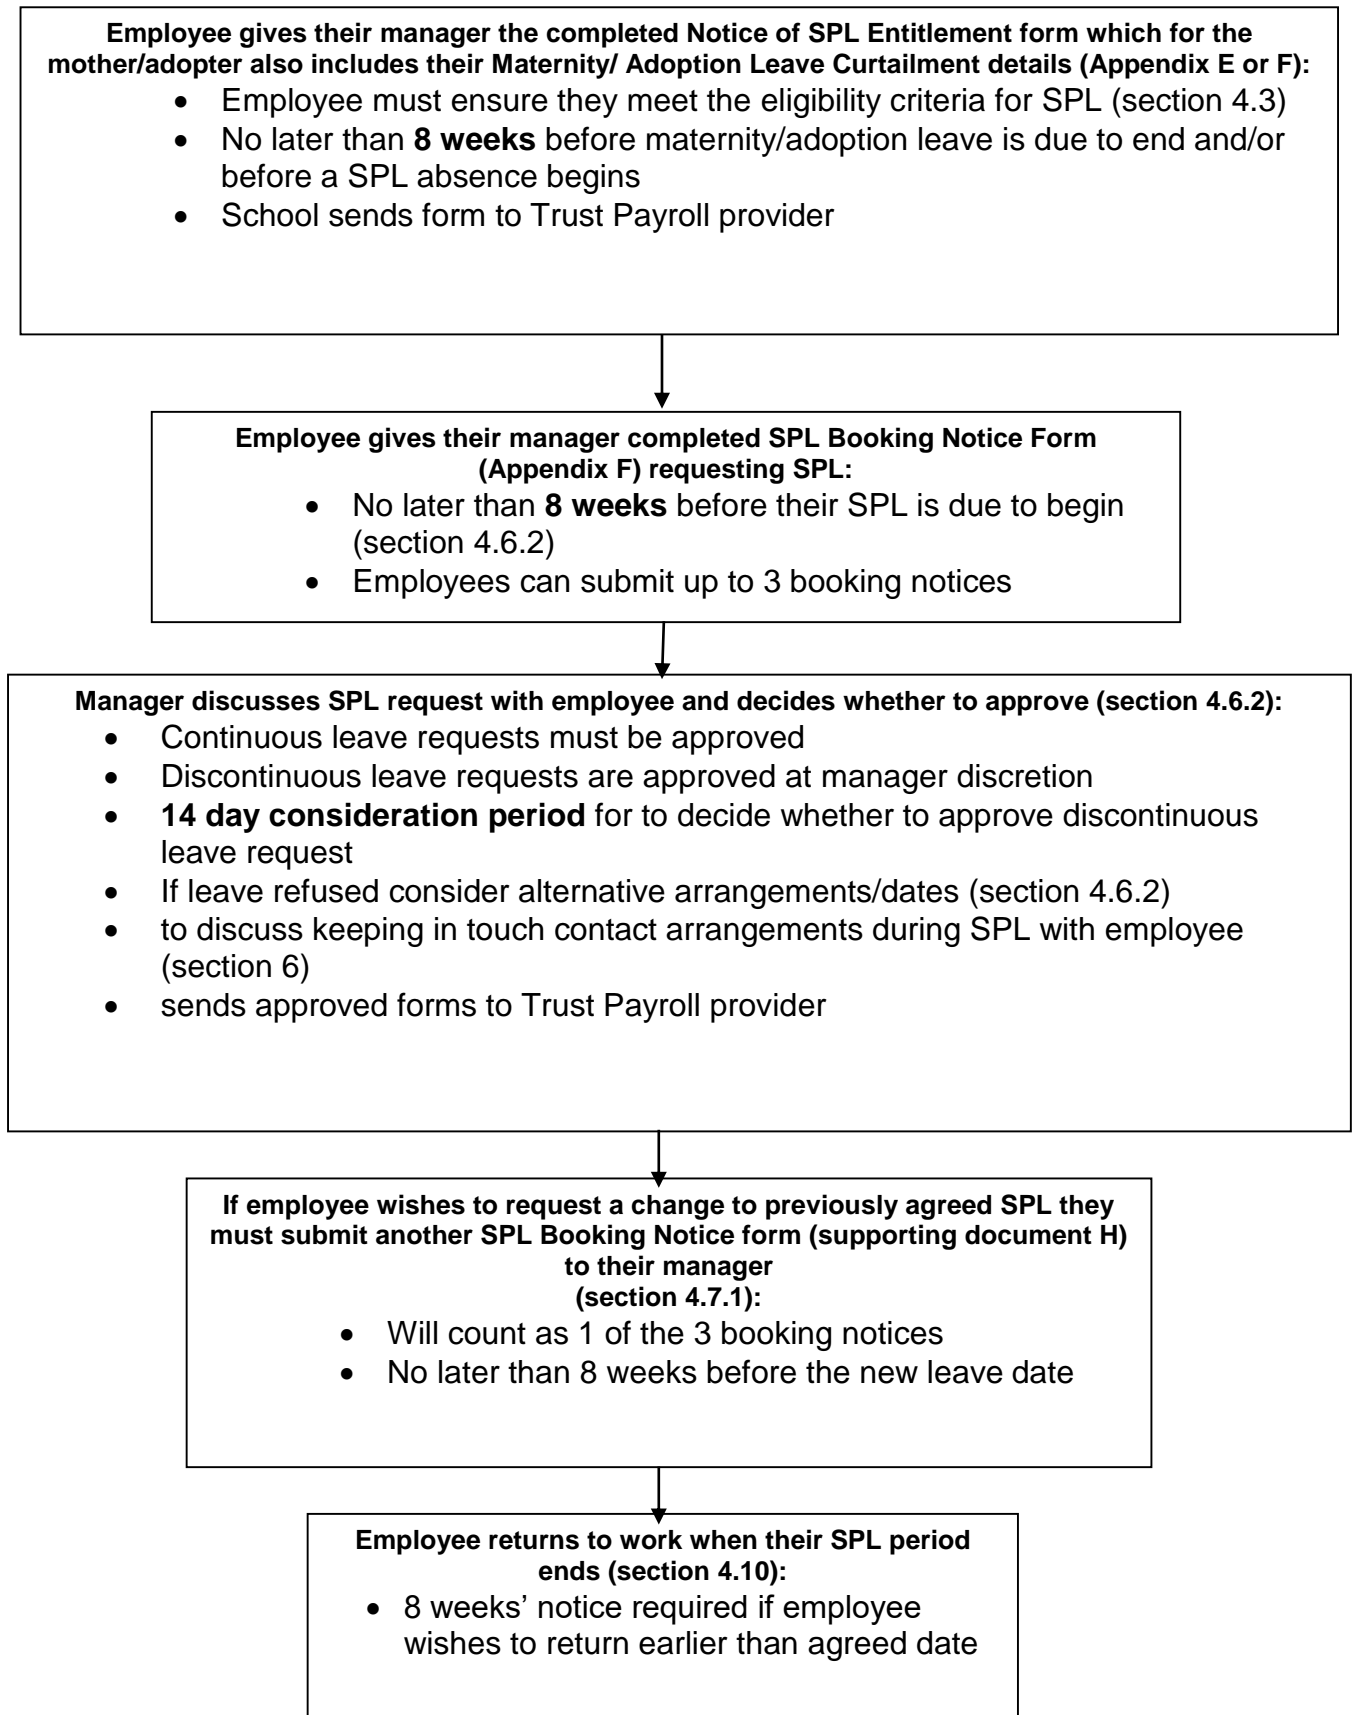 Employee gives their manager the completed Notice of SPL Entitlement form which for the
mother/adopter also includes their Maternity/ Adoption Leave Curtailment details (Appendix E or F):
• Employee must ensure they meet the eligibility criteria for SPL (section 4.3)
• No later than 8 weeks before maternity/adoption leave is due to end and/or
before a SPL absence begins
• School sends form to Trust Payroll provider
Employee gives their manager completed SPL Booking Notice Form
(Appendix F) requesting SPL:
• No later than 8 weeks before their SPL is due to begin
(section 4.6.2)
• Employees can submit up to 3 booking notices
Manager discusses SPL request with employee and decides whether to approve (section 4.6.2):
• Continuous leave requests must be approved
• Discontinuous leave requests are approved at manager discretion
• 14 day consideration period for to decide whether to approve discontinuous
leave request
• If leave refused consider alternative arrangements/dates (section 4.6.2)
• to discuss keeping in touch contact arrangements during SPL with employee
(section 6)
• sends approved forms to Trust Payroll provider
If employee wishes to request a change to previously agreed SPL they
must submit another SPL Booking Notice form (supporting document H)
to their manager
(section 4.7.1):
• Will count as 1 of the 3 booking notices
• No later than 8 weeks before the new leave date
Employee returns to work when their SPL period
ends (section 4.10):
• 8 weeks’ notice required if employee
wishes to return earlier than agreed date